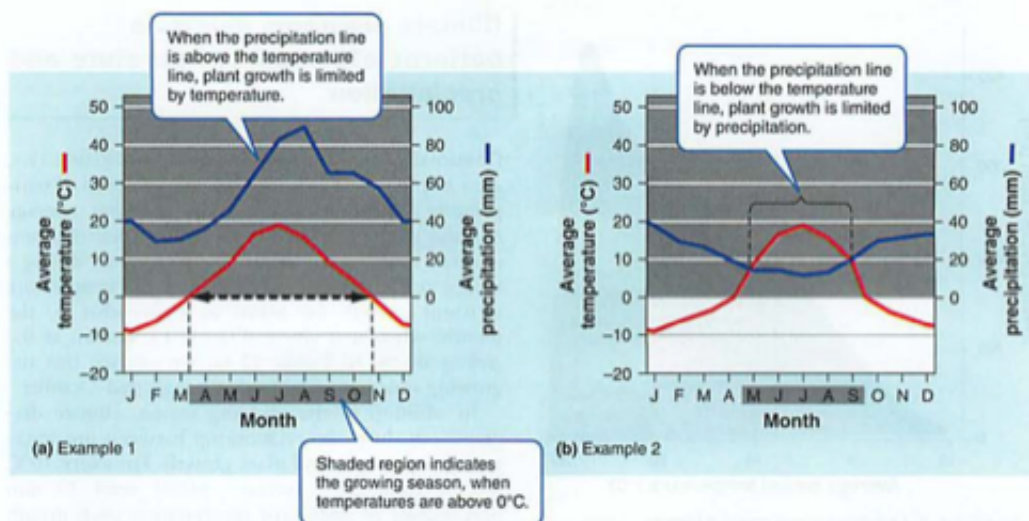 When the precipitation line
is above the temperature
line, plant growth is limited
by temperature.
When the precipitation line
is below the temperature
line, plant growth is limited
by precipitation.
50
40
30
20
10
0
−10
−20
Average
temperature (°C)
100
80
60
40
20
0
Average
precipitation (mm)
J F M A M J J A S O N D
Month
(a) Example 1
50
40
30
20
10
0
−10
−20
Average
temperature (°C)
100
80
60
40
20
0
Average
precipitation (mm)
J F M A M J J A S O N D
Month
(b) Example 2
Shaded region indicates
the growing season, when
temperatures are above 0°C.